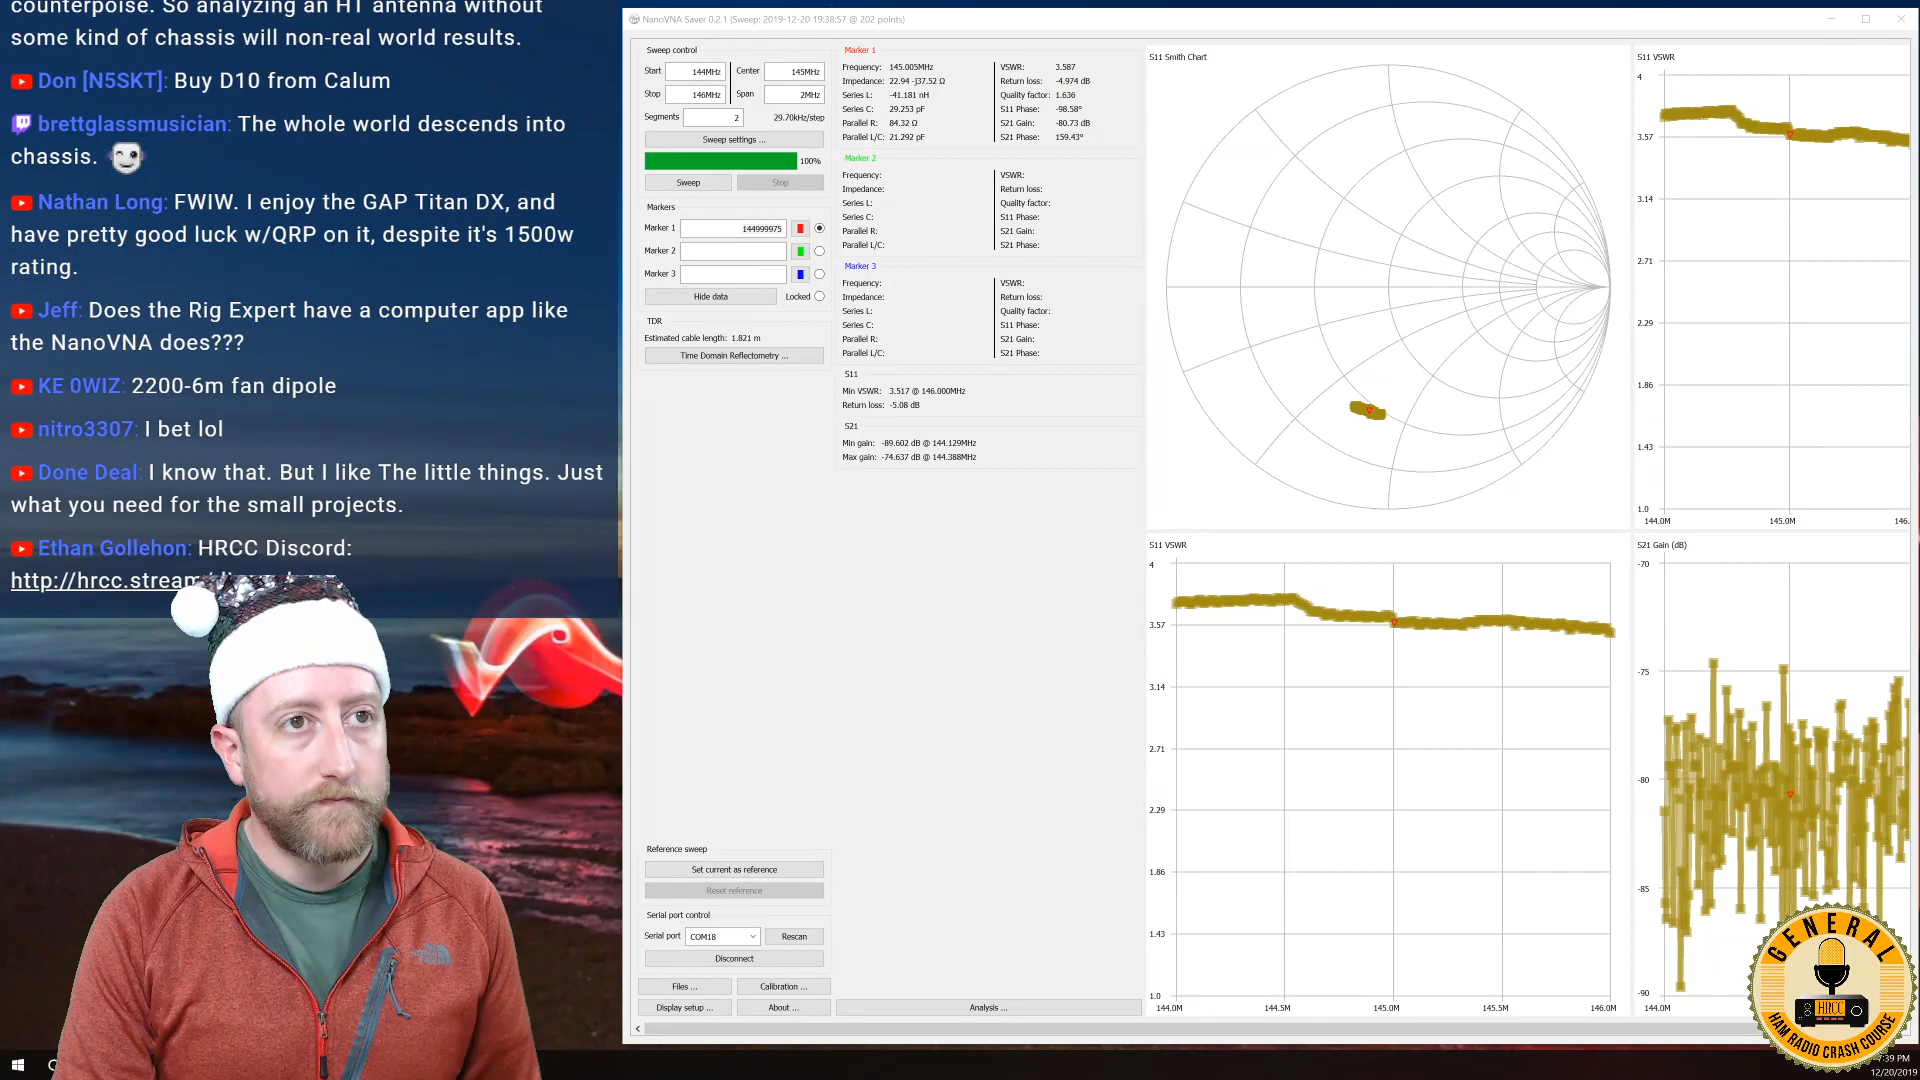 counterpoise. So analyzing an HT antenna without
some kind of chassis will non-real world results.
Don [N5SKT]: Buy D10 from Calum
brettglassmusician: The whole world descends into
chassis.
Nathan Long: FWIW. I enjoy the GAP Titan DX, and
have pretty good luck w/QRP on it, despite it's 1500w
rating.
Jeff: Does the Rig Expert have a computer app like
the NanoVNA does???
KE 0WIZ: 2200-6m fan dipole
nitro3307: I bet lol
Done Deal: I know that. But I like The little things. Just
what you need for the small projects.
Ethan Gollehon: HRCC Discord:
http://hrcc.stream
NanoVNA Saver 0.2.1 (Sweep: 2019-12-20 19:38:57 @ 202 points)
Sweep control
Start 144MHz Center 145MHz
Stop 146MHz Span 2MHz
Segments 2 29.70kHz/step
Sweep settings ...
100%
Sweep Stop
Markers
Marker 1 144999975
Marker 2
Marker 3
Hide data Locked
TDR
Estimated cable length: 1.821 m
Time Domain Reflectometry ...
Reference sweep
Set current as reference
Reset reference
Serial port control
Serial port COM18 Rescan
Disconnect
Files ... Calibration ...
Display setup ... About ...
Marker 1
Frequency: 145.005MHz VSWR: 3.587
Impedance: 22.94 -j37.52 Ω Return loss: -4.974 dB
Series L: -41.181 nH Quality factor: 1.636
Series C: 29.253 pF S11 Phase: -98.58°
Parallel R: 84.32 Ω S21 Gain: -80.73 dB
Parallel L/C: 21.292 pF S21 Phase: 159.43°
Marker 2
Frequency: VSWR:
Impedance: Return loss:
Series L: Quality factor:
Series C: S11 Phase:
Parallel R: S21 Gain:
Parallel L/C: S21 Phase:
Marker 3
Frequency: VSWR:
Impedance: Return loss:
Series L: Quality factor:
Series C: S11 Phase:
Parallel R: S21 Gain:
Parallel L/C: S21 Phase:
S11
Min VSWR: 3.517 @ 146.000MHz
Return loss: -5.08 dB
S21
Min gain: -89.602 dB @ 144.129MHz
Max gain: -74.637 dB @ 144.388MHz
Analysis ...
S11 Smith Chart
S11 VSWR
4
3.57
3.14
2.71
2.29
1.86
1.43
1.0
144.0M 145.0M 146.
S11 VSWR
4
3.57
3.14
2.71
2.29
1.86
1.43
1.0
144.0M 144.5M 145.0M 145.5M 146.0M
S21 Gain (dB)
-70
-75
-80
-85
-90
144.0M
GENERAL
HRCC
HAM RADIO CRASH COURSE
7:39 PM
12/20/2019